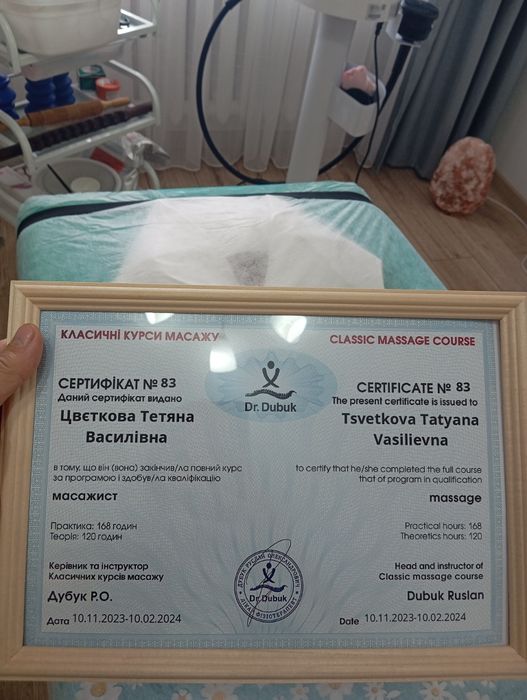 КЛАСИЧНІ КУРСИ МАСАЖУ
CLASSIC MASSAGE COURSE
Dr. Dubuk
СЕРТИФІКАТ № 83
Даний сертифікат видано
Цвєткова Тетяна
Василівна
в тому, що він (вона) закінчив/ла повний курс
за програмою і здобув/ла кваліфікацію
масажист
Практика: 168 годин
Теорія: 120 годин
Керівник та інструктор
Класичних курсів масажу
Дубук Р.О.
Дата 10.11.2023-10.02.2024
CERTIFICATE № 83
The present certificate is issued to
Tsvetkova Tatyana
Vasilievna
to certify that he/she completed the full course
that of program in qualification
massage
Practical hours: 168
Theoretics hours: 120
Head and instructor of
Classic massage course
Dubuk Ruslan
Date 10.11.2023-10.02.2024
ДУБУК РУСЛАН ОЛЕКСАНДРОВИЧ
Dr. Dubuk
ЛІКАР ФІЗІОТЕРАПЕВТ